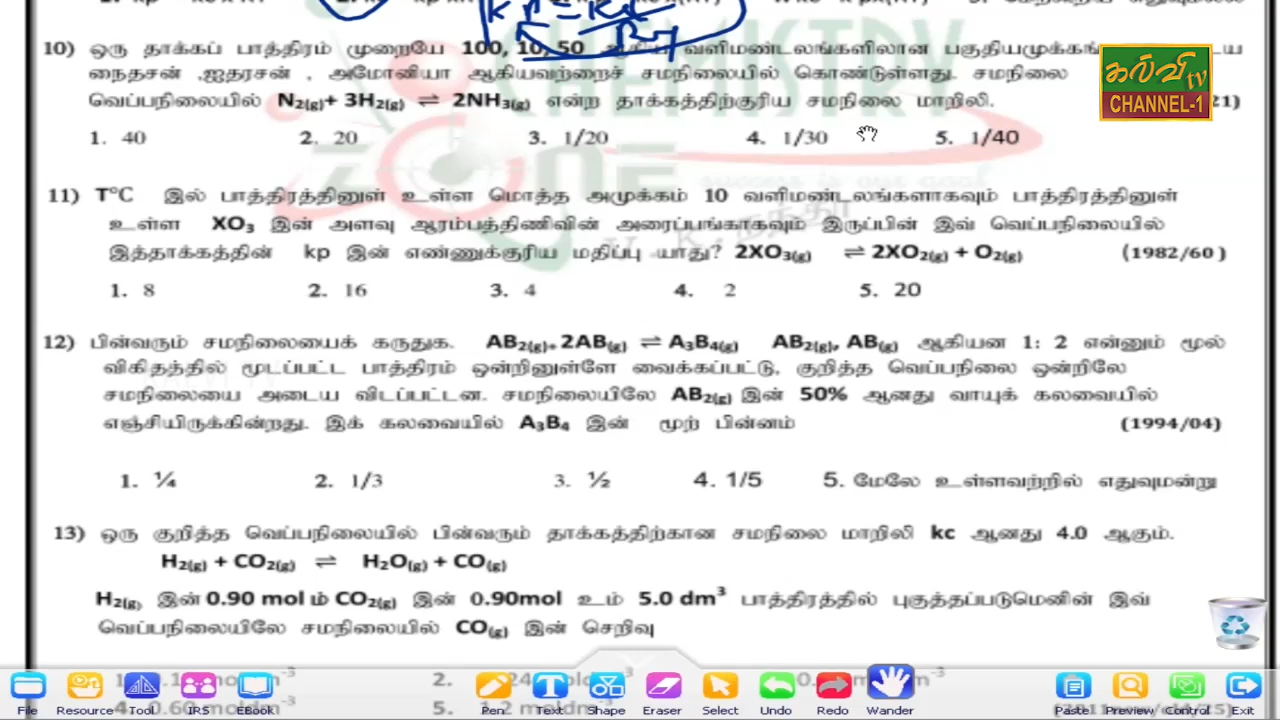 10) ஒரு தாக்கப் பாத்திரம் முறையே 100, 10, 50 ஆகிய வளிமண்டலங்களிலான
நைதசன் ,ஐதரசன் , அமோனியா ஆகியவற்றைச் சமநிலையில் கொண்டுள்ளது. சமநிலை
வெப்பநிலையில் N2(g)+ 3H2(g) ⇌ 2NH3(g) என்ற தாக்கத்திற்குரிய சமநிலை மாறிலி.
கல்வி tv
CHANNEL-1
1. 40 2. 20 3. 1/20 4. 1/30 5. 1/40
11) T°C இல் பாத்திரத்தினுள் உள்ள மொத்த அமுக்கம் 10 வளிமண்டலங்களாகவும் பாத்திரத்தினுள்
உள்ள XO3 இன் அளவு ஆரம்பத்திணிவின் அரைப்பங்காகவும் இருப்பின் இவ் வெப்பநிலையில்
இத்தாக்கத்தின் kp இன் எண்ணுக்குரிய மதிப்பு யாது? 2XO3(g) ⇌ 2XO2(g) + O2(g) (1982/60)
1. 8 2. 16 3. 4 4. 2 5. 20
12) பின்வரும் சமநிலையைக் கருதுக. AB2(g)+ 2AB(g) ⇌ A3B4(g) AB2(g), AB(g) ஆகியன 1: 2 என்னும் மூல்
விகிதத்தில் மூடப்பட்ட பாத்திரம் ஒன்றினுள்ளே வைக்கப்பட்டு, குறித்த வெப்பநிலை ஒன்றிலே
சமநிலையை அடைய விடப்பட்டன. சமநிலையிலே AB2(g) இன் 50% ஆனது வாயுக் கலவையில்
எஞ்சியிருக்கின்றது. இக் கலவையில் A3B4 இன் மூற் பின்னம் (1994/04)
1. ¼ 2. 1/3 3. ½ 4. 1/5 5. மேலே உள்ளவற்றில் எதுவுமன்று
13) ஒரு குறித்த வெப்பநிலையில் பின்வரும் தாக்கத்திற்கான சமநிலை மாறிலி kc ஆனது 4.0 ஆகும்.
H2(g) + CO2(g) ⇌ H2O(g) + CO(g)
H2(g) இன் 0.90 mol ம் CO2(g) இன் 0.90mol உம் 5.0 dm3 பாத்திரத்தில் புகுத்தப்படுமெனின் இவ்
வெப்பநிலையிலே சமநிலையில் CO(g) இன் செறிவு
File Resource Tool IRS EBook Pen Text Shape Eraser Select Undo Redo Wander Paste Preview Control Exit